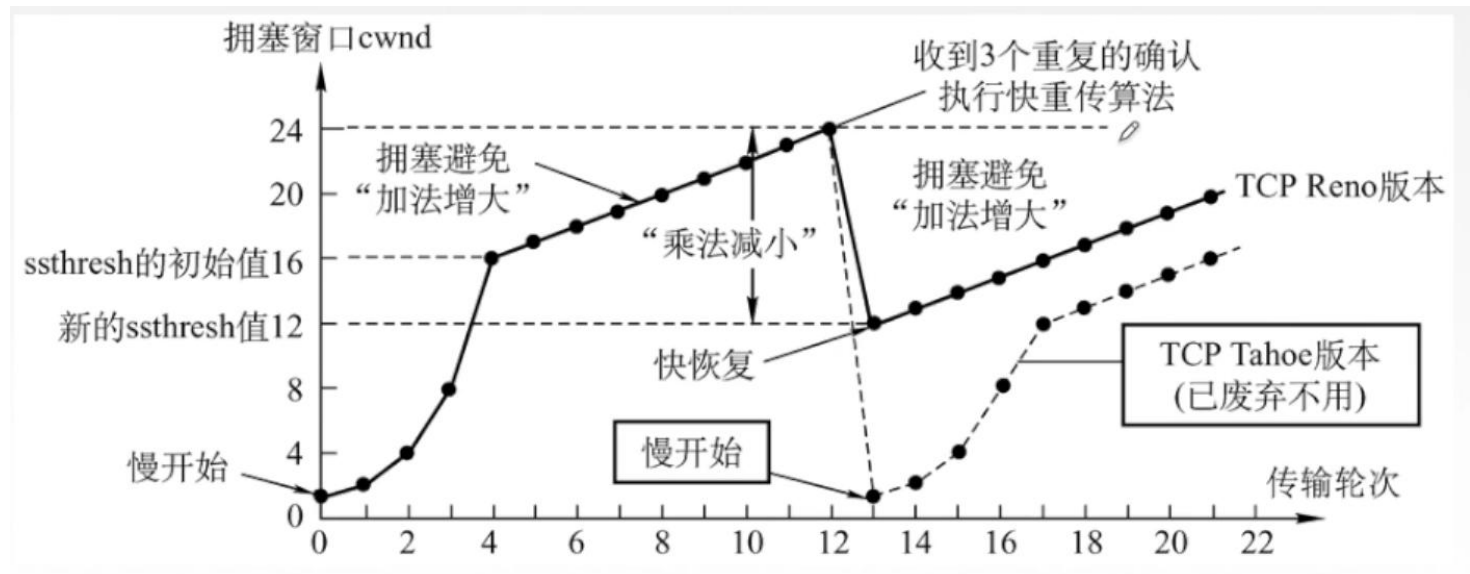 拥塞窗口cwnd
收到3个重复的确认
执行快重传算法
24
拥塞避免
“加法增大”
拥塞避免
“加法增大”
TCP Reno版本
20
“乘法减小”
ssthresh的初始值16
新的ssthresh值12
快恢复
TCP Tahoe版本
(已废弃不用)
8
慢开始
4
慢开始
传输轮次
0
0 2 4 6 8 10 12 14 16 18 20 22